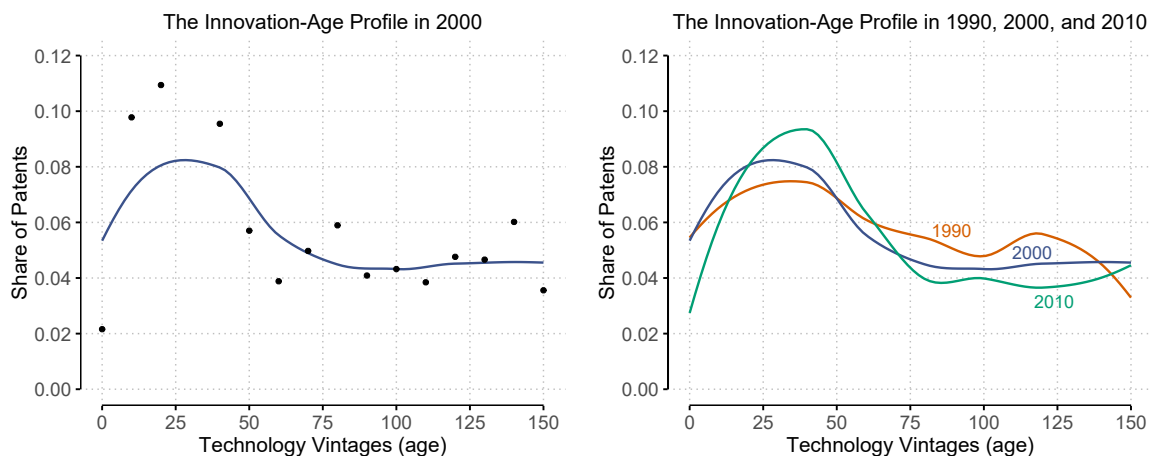 The Innovation-Age Profile in 2000
0.12
0.10
0.08
0.06
0.04
0.02
0.00
Share of Patents
0 25 50 75 100 125 150
Technology Vintages (age)
The Innovation-Age Profile in 1990, 2000, and 2010
0.12
0.10
0.08
0.06
0.04
0.02
0.00
Share of Patents
1990
2000
2010
0 25 50 75 100 125 150
Technology Vintages (age)